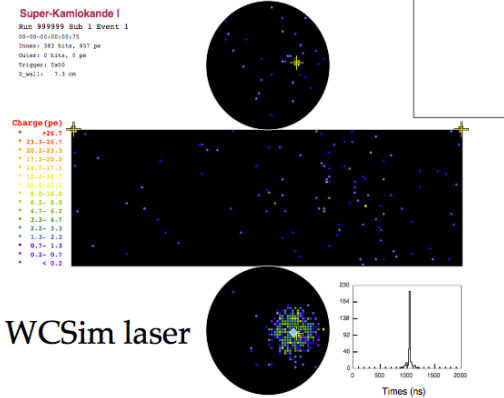 Super-Kamiokande I
Run 999999 Sub 1 Event 1
00-00-00:00:00:75
Inner: 383 hits, 857 pe
Outer: 0 hits, 0 pe
Trigger: 0x00
D_wall: 7.3 cm
Charge(pe)
>26.7
23.3-26.7
20.2-23.3
17.3-20.2
14.7-17.3
12.2-14.7
10.0-12.2
8.0-10.0
6.2- 8.0
4.7- 6.2
3.3- 4.7
2.2- 3.3
1.3- 2.2
0.7- 1.3
0.2- 0.7
< 0.2
WCSim laser
230
184
138
92
46
0
0 500 1000 1500 2000
Times (ns)